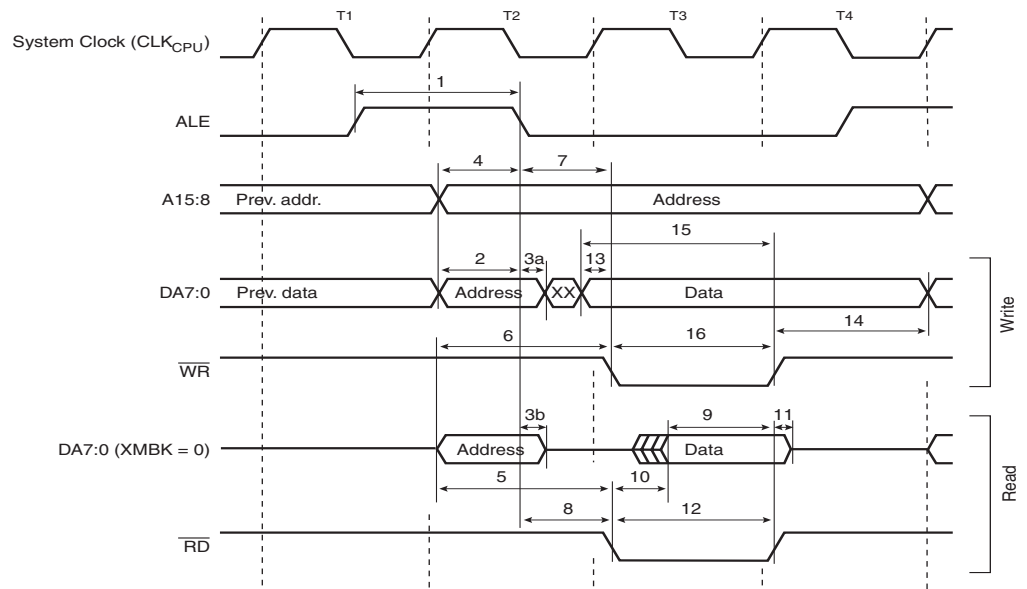 T1 T2 T3 T4
System Clock (CLKCPU)
1
ALE
4 7
A15:8 Prev. addr. Address
15
2 3a 13
DA7:0 Prev. data Address XX Data
14
6 16
WR
Write
3b 9 11
DA7:0 (XMBK = 0) Address Data
5 10
8 12
RD
Read